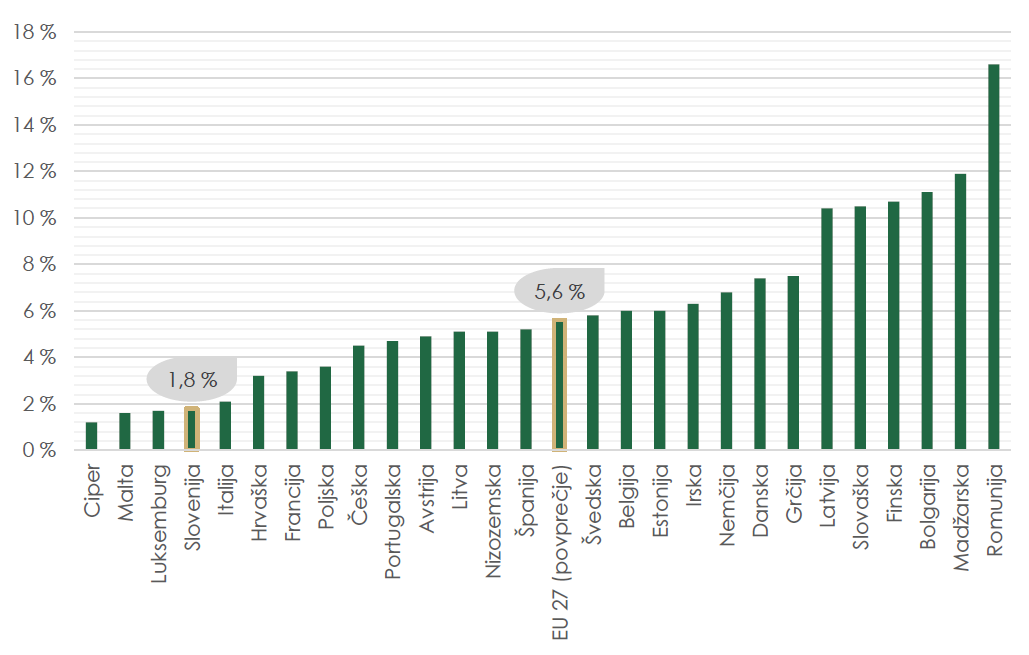 18 %
16 %
14 %
12 %
10 %
8 %
6 %
4 %
2 %
0 %
1,8 %
5,6 %
Ciper
Malta
Luksemburg
Slovenija
Italija
Hrvaška
Francija
Poljska
Češka
Portugalska
Avstrija
Litva
Nizozemska
Španija
EU 27 (povprečje)
Švedska
Belgija
Estonija
Irska
Nemčija
Danska
Grčija
Latvija
Slovaška
Finska
Bolgarija
Madžarska
Romunija